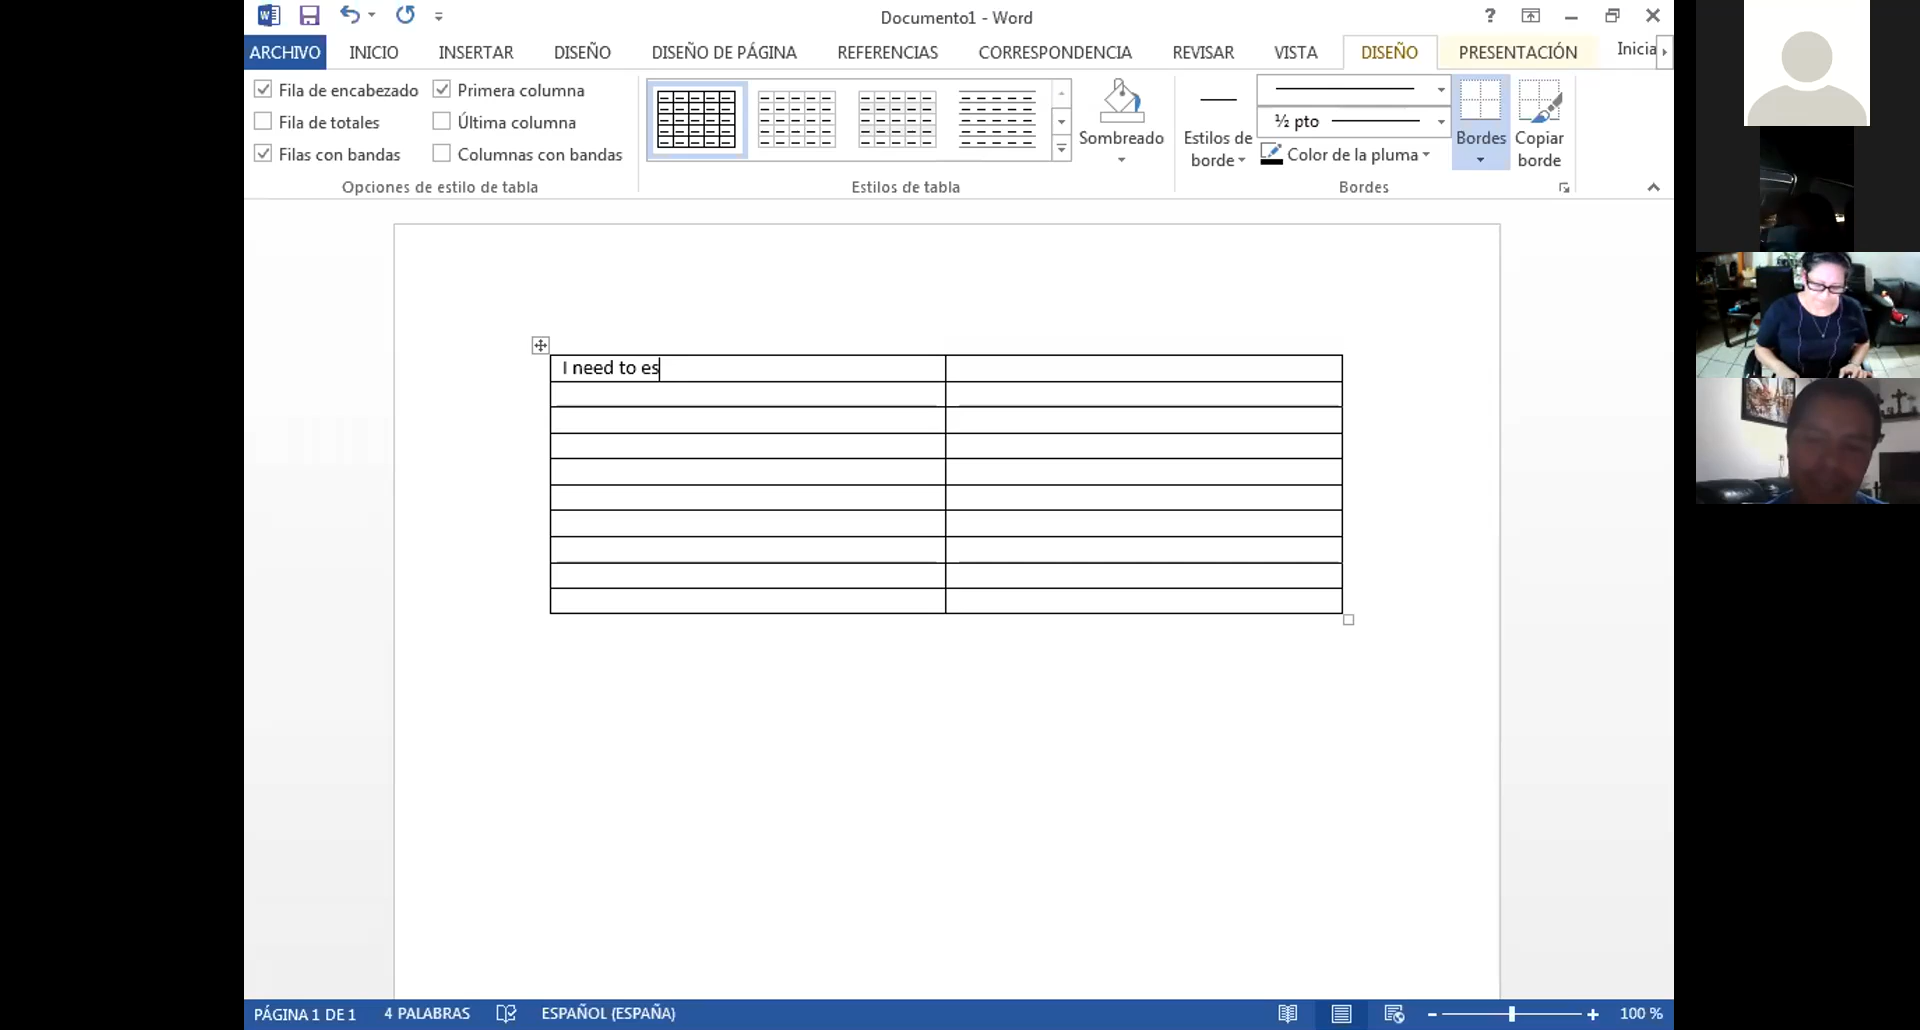 Documento1 - Word
?
ARCHIVO INICIO INSERTAR DISEÑO DISEÑO DE PÁGINA REFERENCIAS CORRESPONDENCIA REVISAR VISTA DISEÑO PRESENTACIÓN Inicia
Fila de encabezado Primera columna
Fila de totales Última columna
Filas con bandas Columnas con bandas
Opciones de estilo de tabla
Estilos de tabla
Sombreado
Estilos de borde
½ pto
Color de la pluma
Bordes
Copiar borde
Bordes
I need to es
PÁGINA 1 DE 1 4 PALABRAS ESPAÑOL (ESPAÑA) 100 %